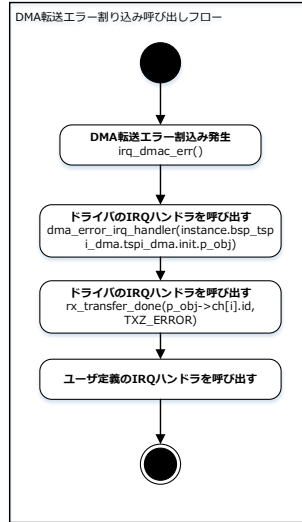 DMA転送エラー割り込み呼び出しフロー
DMA転送エラー割込み発生
irq_dmac_err()
ドライバのIRQハンドラを呼び出す
dma_error_irq_handler(instance.bsp_tsp
i_dma.tspi_dma.init.p_obj)
ドライバのIRQハンドラを呼び出す
rx_transfer_done(p_obj->ch[i].id,
TXZ_ERROR)
ユーザ定義のIRQハンドラを呼び出す